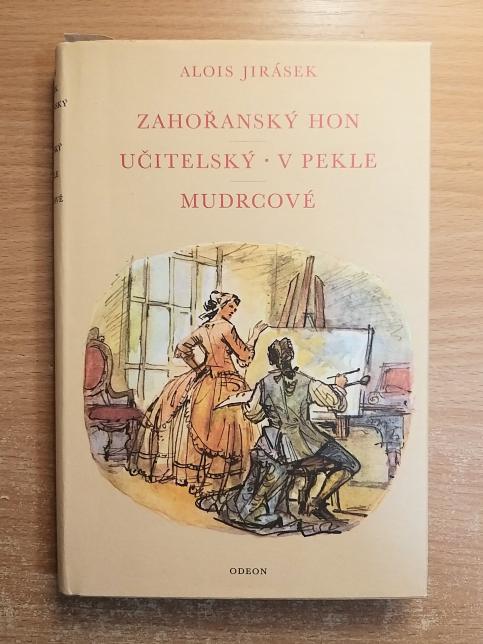 ALOIS JIRÁSEK
ZAHOŘANSKÝ HON
UČITELSKÝ · V PEKLE
MUDRCOVÉ
ODEON